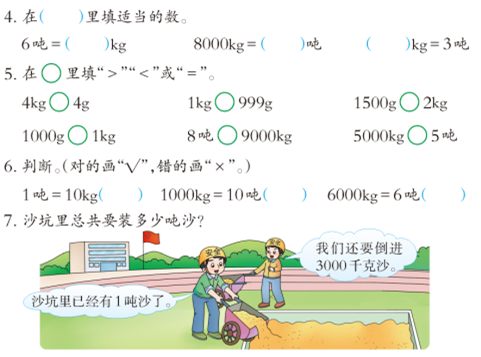 4. 在(  )里填适当的数。
6吨=(  )kg  8000kg=(  )吨  (  )kg=3吨
5. 在○里填“>”“<”或“=”。
4kg○4g  1kg○999g  1500g○2kg
1000g○1kg  8吨○9000kg  5000kg○5吨
6. 判断。(对的画“√”,错的画“×”。)
1吨=10kg(  )  1000kg=10吨(  )  6000kg=6吨(  )
7. 沙坑里总共要装多少吨沙?
我们还要倒进
3000千克沙。
安全
安全
沙坑里已经有1吨沙了。